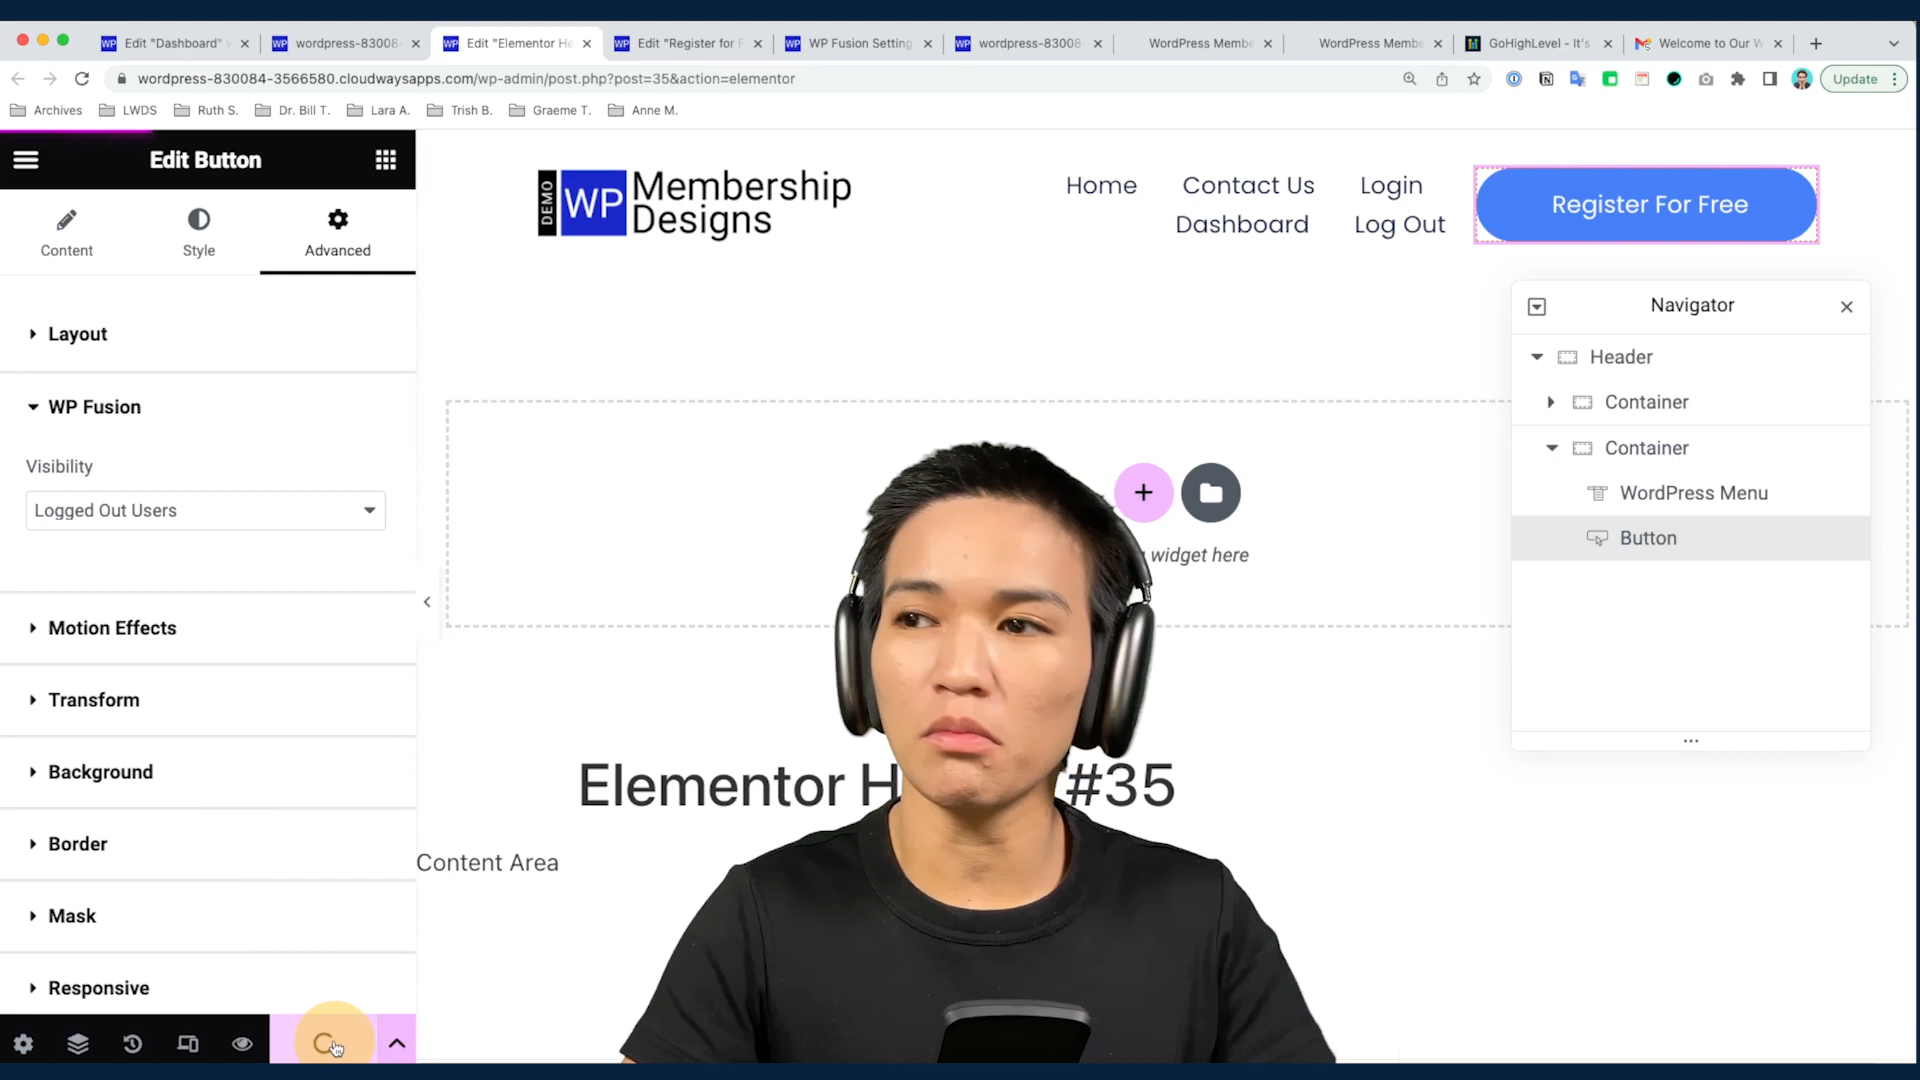 Edit "Dashboard" w
wordpress-83008
Edit "Elementor He
Edit "Register for F
WP Fusion Setting
wordpress-83008
WordPress Membe
WordPress Membe
GoHighLevel - It's
Welcome to Our W
wordpress-830084-3566580.cloudwaysapps.com/wp-admin/post.php?post=35&action=elementor
Update
Archives LWDS Ruth S. Dr. Bill T. Lara A. Trish B. Graeme T. Anne M.
Edit Button
Content Style Advanced
Layout
WP Fusion
Visibility
Logged Out Users
Motion Effects
Transform
Background
Border
Mask
Responsive
DEMO WP Membership
Designs
Home Contact Us Login
Dashboard Log Out
Register For Free
widget here
Elementor H #35
Content Area
Navigator
Header
Container
Container
WordPress Menu
Button